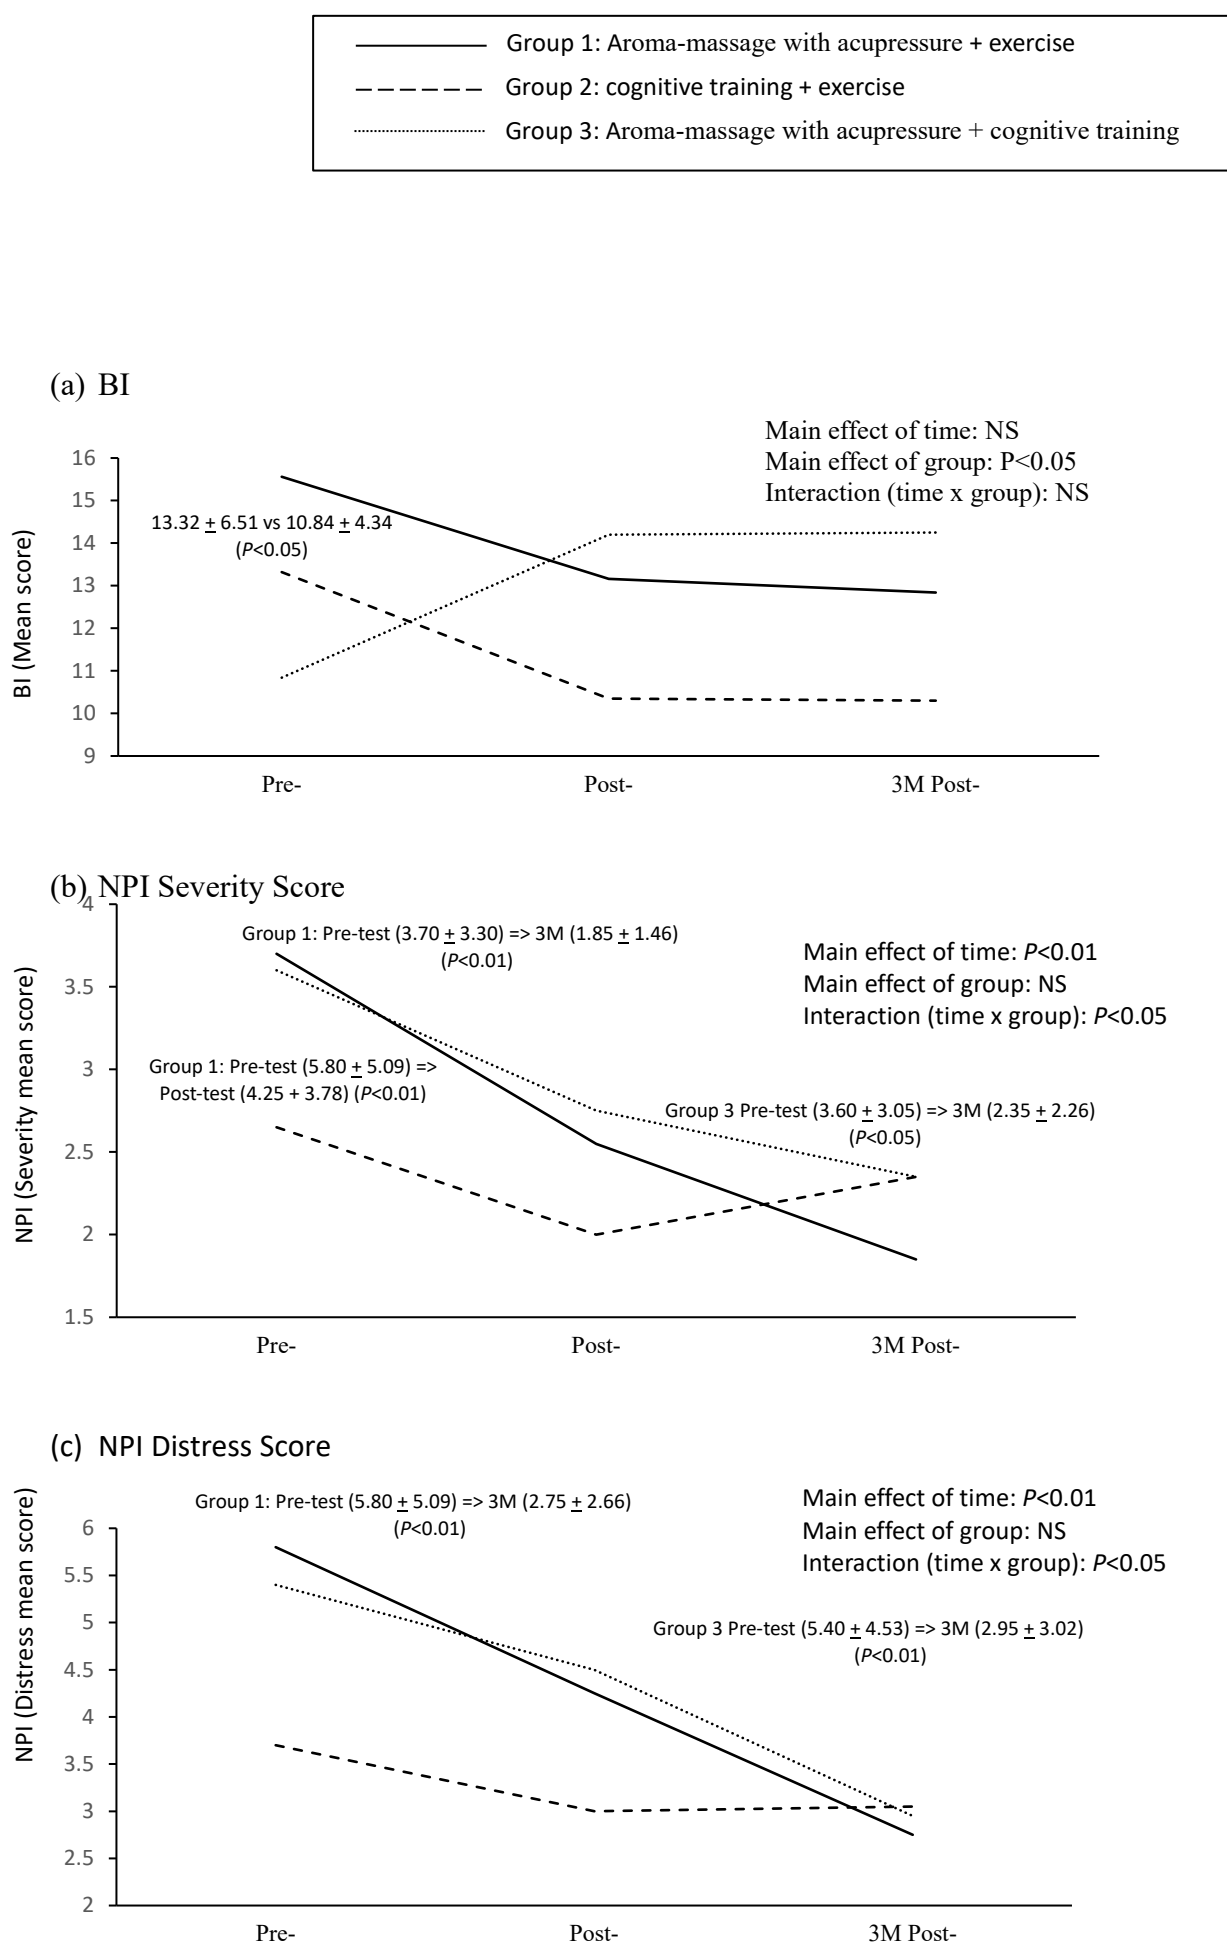 Group 1: Aroma-massage with acupressure + exercise
Group 2: cognitive training + exercise
Group 3: Aroma-massage with acupressure + cognitive training
(a) BI
Main effect of time: NS
Main effect of group: P<0.05
Interaction (time x group): NS
BI (Mean score)
16
15
14
13
12
11
10
9
13.32 ± 6.51 vs 10.84 ± 4.34
(P<0.05)
Pre-
Post-
3M Post-
(b) NPI Severity Score
NPI (Severity mean score)
4
3.5
3
2.5
2
1.5
Group 1: Pre-test (3.70 ± 3.30) => 3M (1.85 ± 1.46)
(P<0.01)
Main effect of time: P<0.01
Main effect of group: NS
Interaction (time x group): P<0.05
Group 1: Pre-test (5.80 ± 5.09) =>
Post-test (4.25 + 3.78) (P<0.01)
Group 3 Pre-test (3.60 ± 3.05) => 3M (2.35 ± 2.26)
(P<0.05)
Pre-
Post-
3M Post-
(c) NPI Distress Score
NPI (Distress mean score)
6
5.5
5
4.5
4
3.5
3
2.5
2
Group 1: Pre-test (5.80 ± 5.09) => 3M (2.75 ± 2.66)
(P<0.01)
Main effect of time: P<0.01
Main effect of group: NS
Interaction (time x group): P<0.05
Group 3 Pre-test (5.40 ± 4.53) => 3M (2.95 ± 3.02)
(P<0.01)
Pre-
Post-
3M Post-